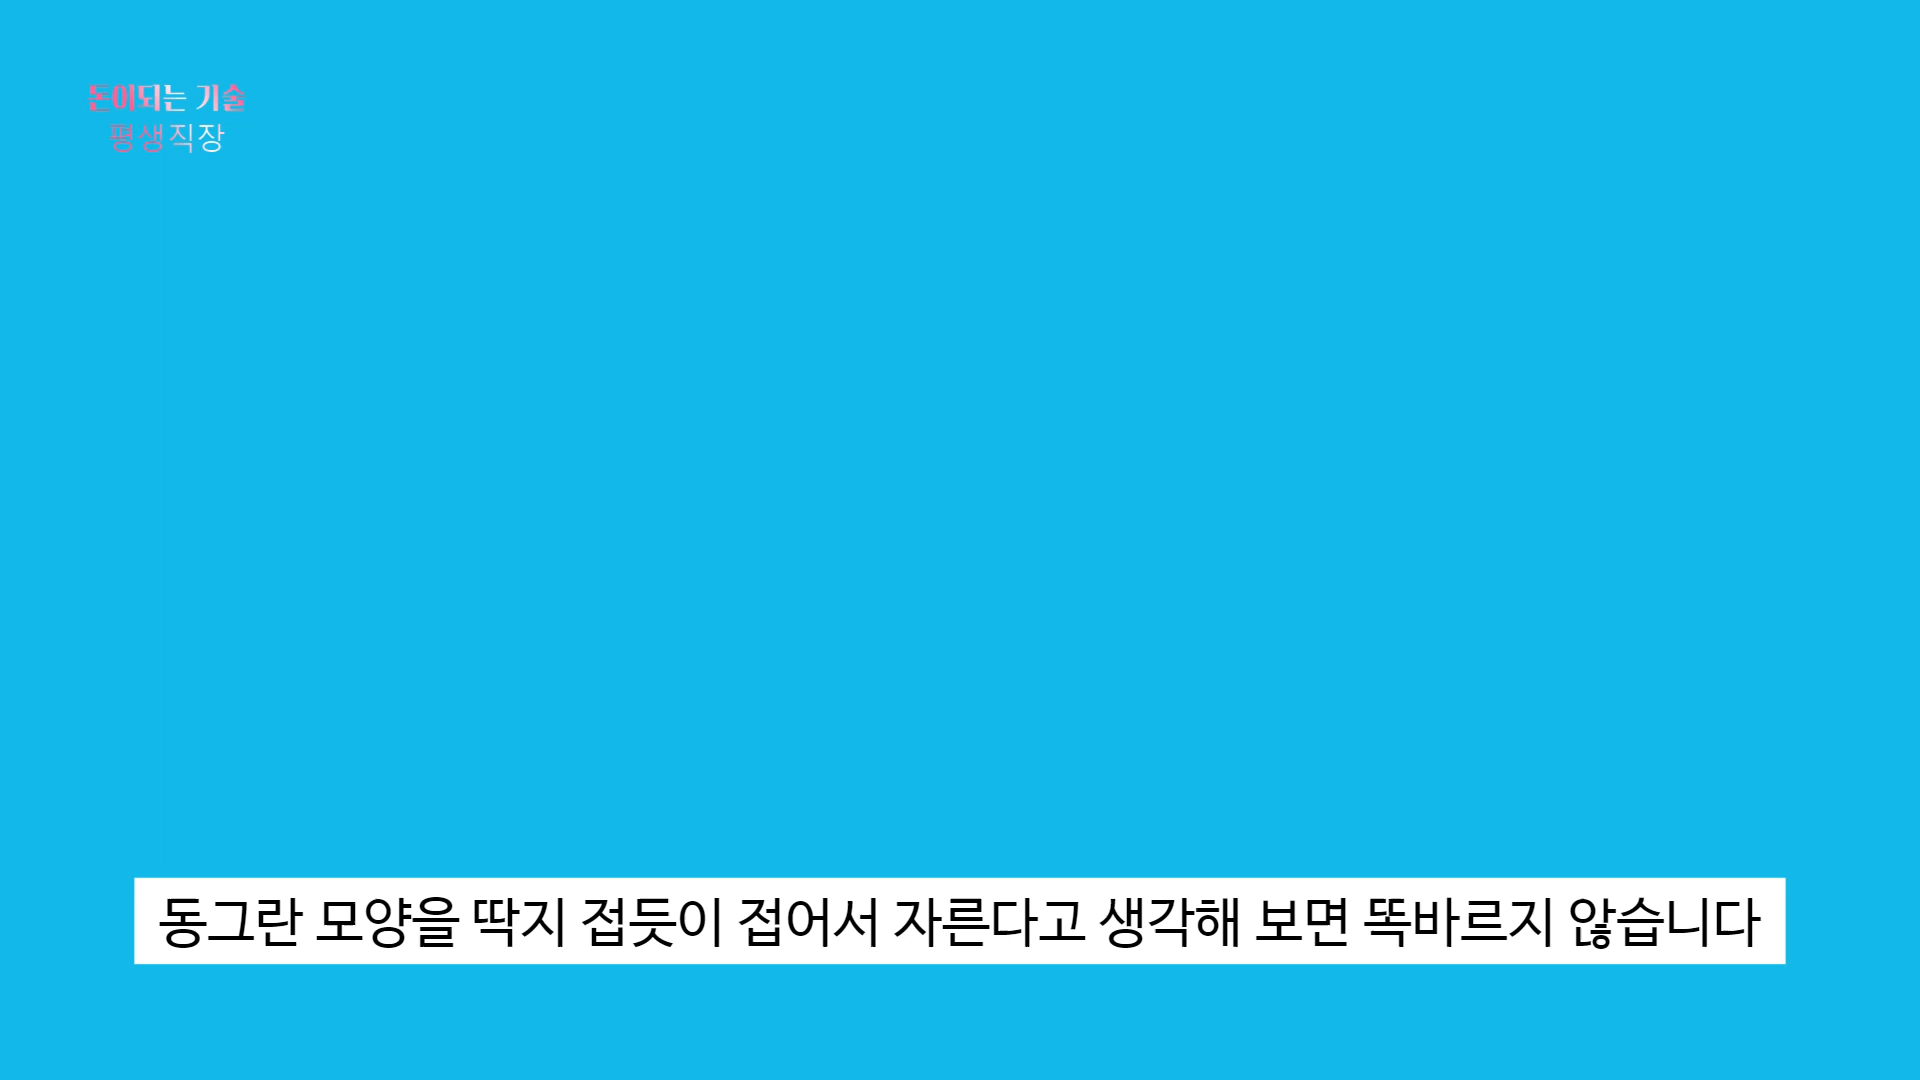 돈이되는 기술
평생직장
동그란 모양을 딱지 접듯이 접어서 자른다고 생각해 보면 똑바르지 않습니다